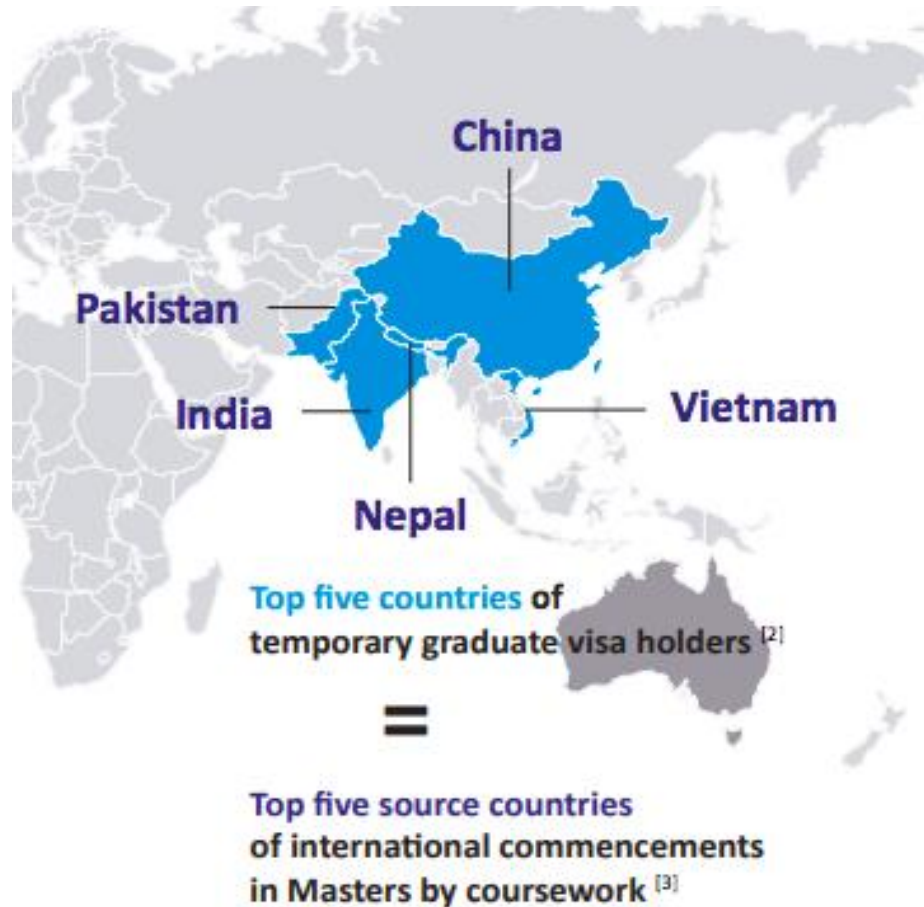 China
Pakistan
India
Vietnam
Nepal
Top five countries of
temporary graduate visa holders [2]
=
Top five source countries
of international commencements
in Masters by coursework [3]